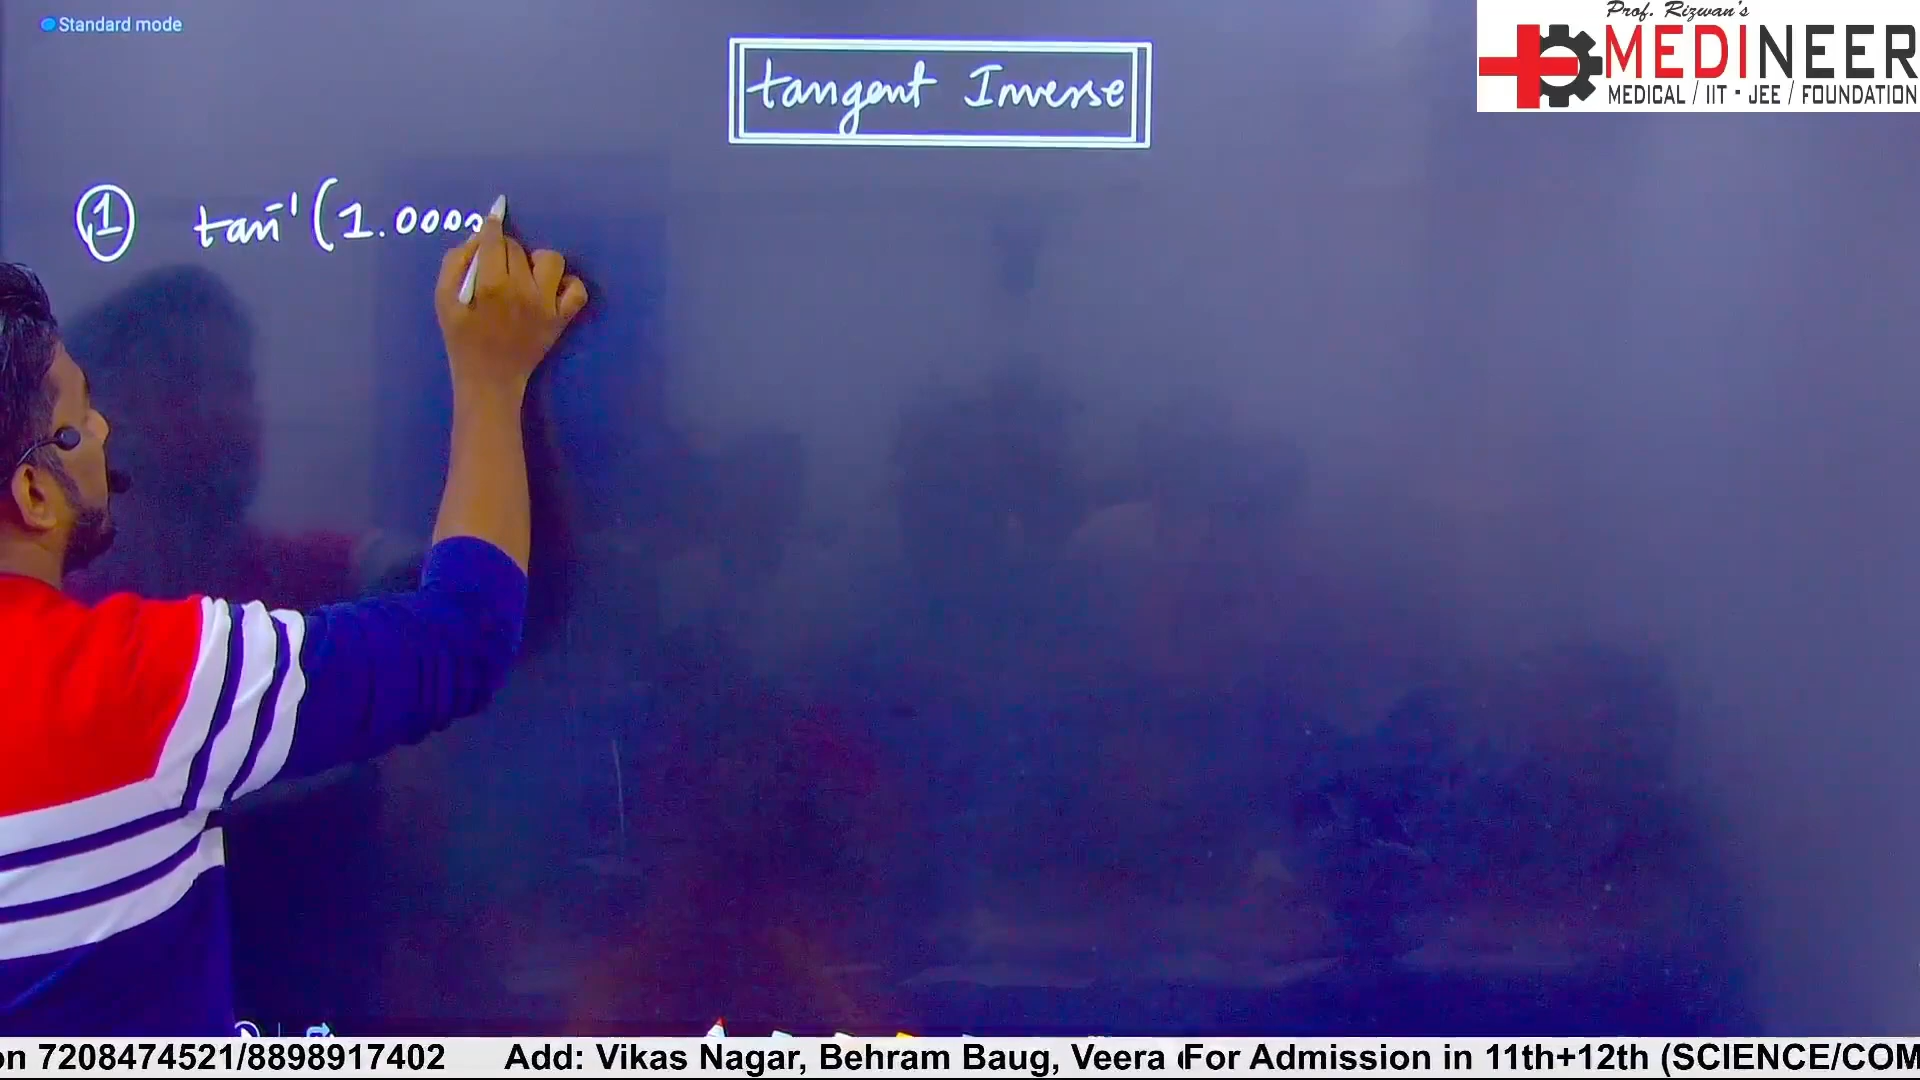 Standard mode
Prof. Rizwan's
MEDINEER
MEDICAL / IIT - JEE / FOUNDATION
tangent Inverse
1 tan⁻¹ (1.000
on 7208474521/8898917402 Add: Vikas Nagar, Behram Baug, Veera For Admission in 11th+12th (SCIENCE/COM